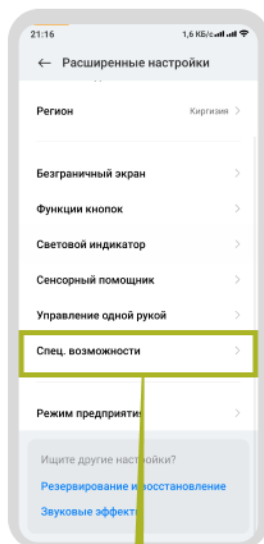 21:16 1,6 КБ/с
← Расширенные настройки
Регион Киргизия >
Безграничный экран >
Функции кнопок >
Световой индикатор >
Сенсорный помощник >
Управление одной рукой >
Спец. возможности >
Режим предприятия >
Ищите другие настройки?
Резервирование и восстановление
Звуковые эффекты